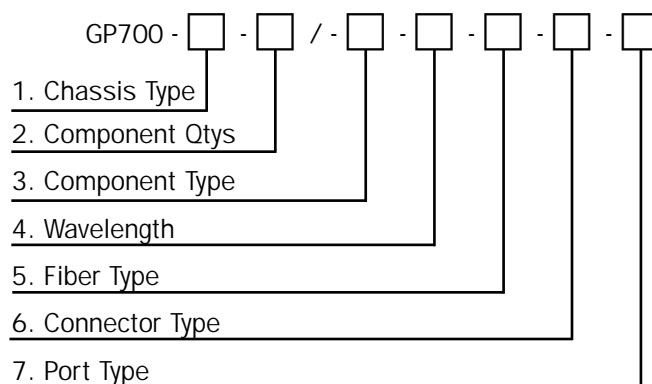 GP700 - - / - - - - -
1. Chassis Type
2. Component Qtys
3. Component Type
4. Wavelength
5. Fiber Type
6. Connector Type
7. Port Type